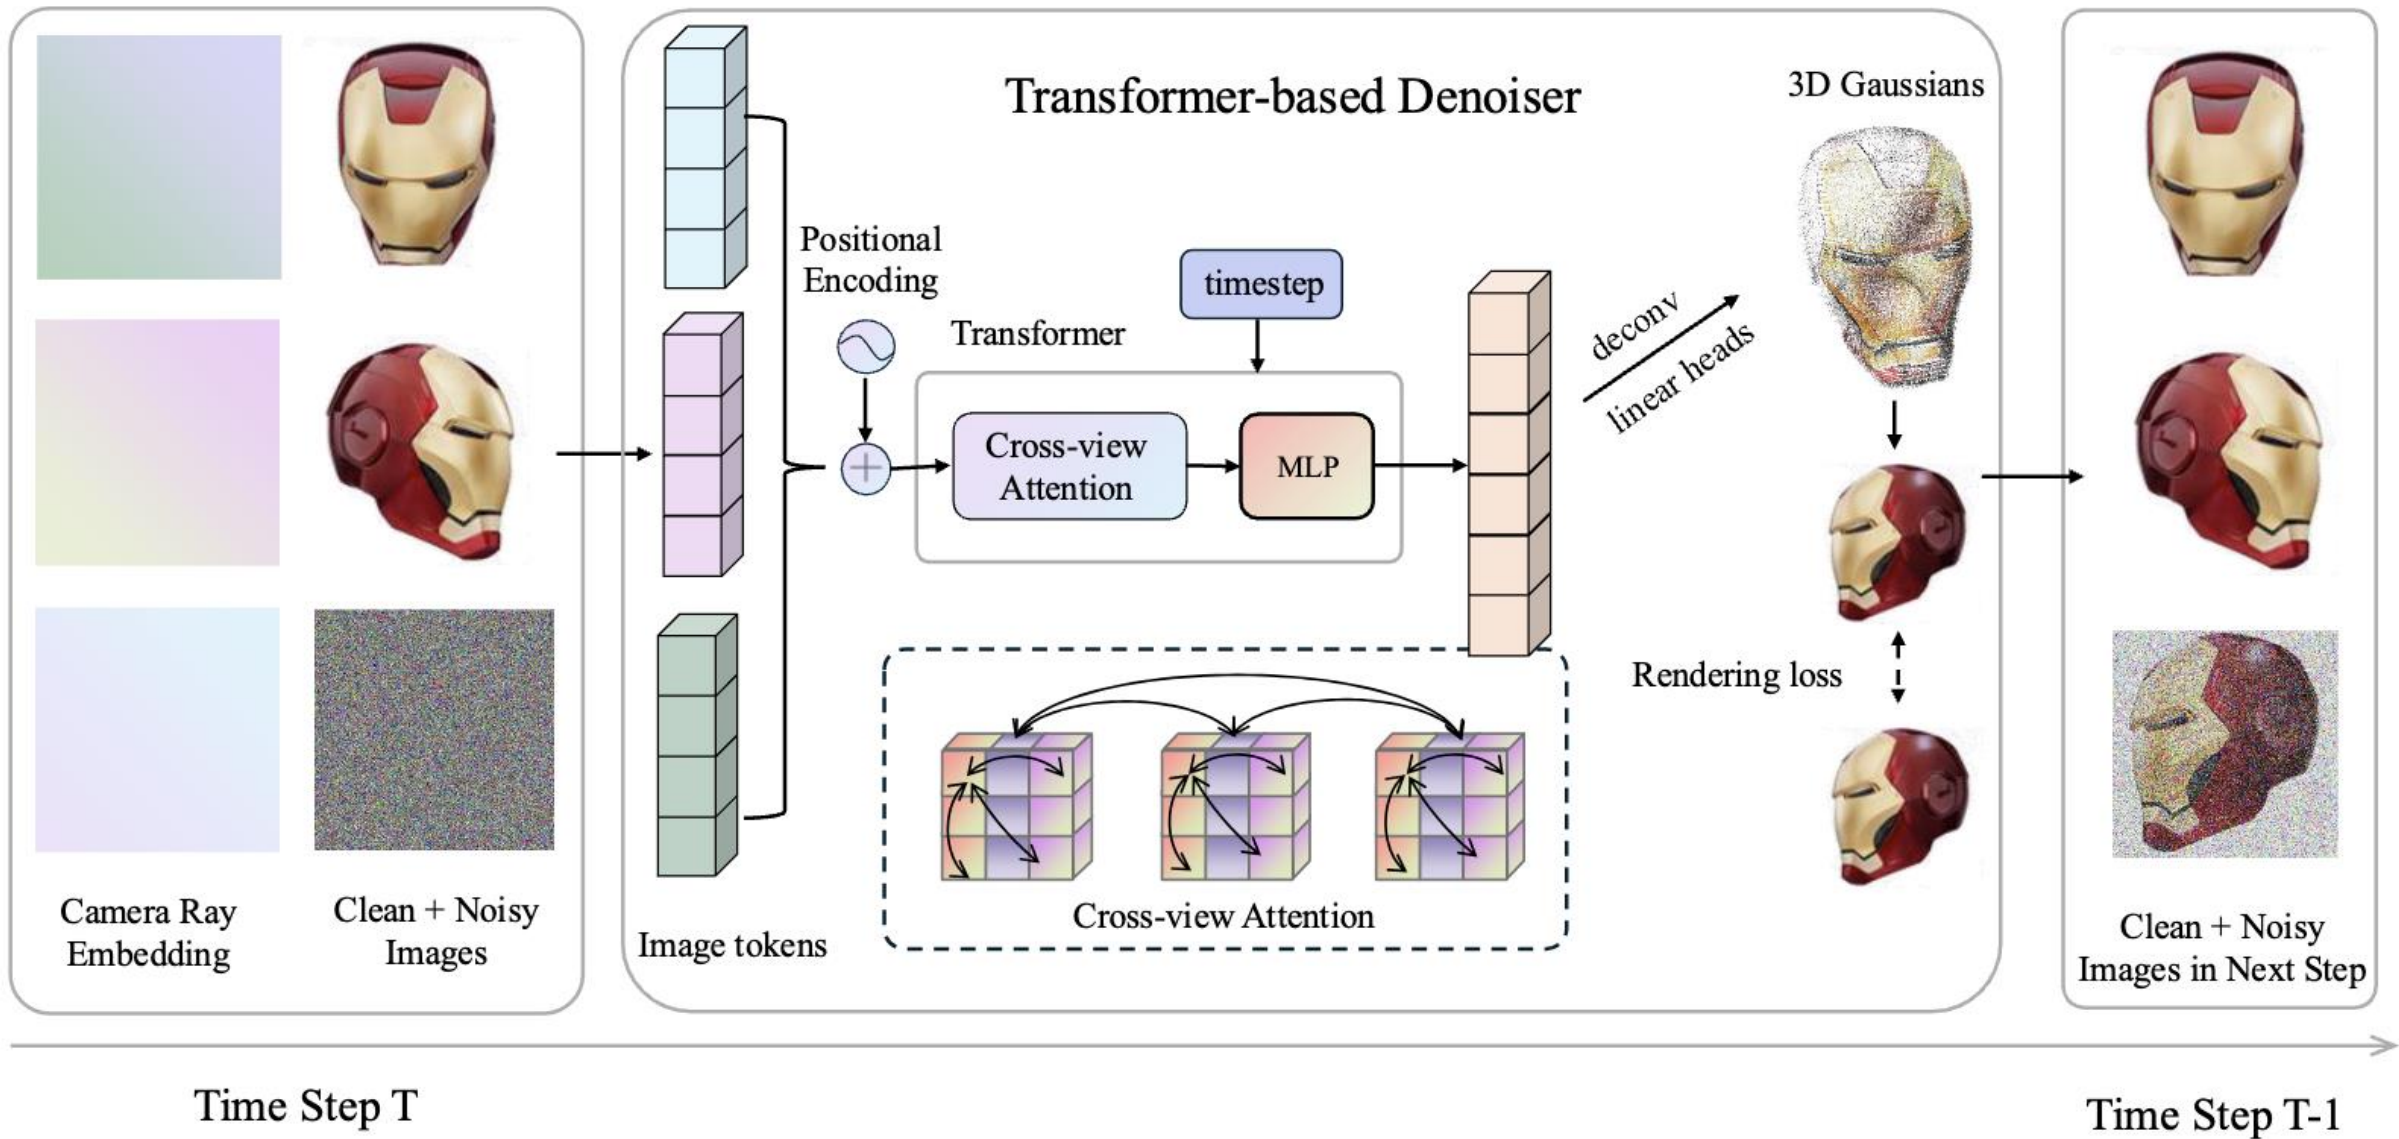 Transformer-based Denoiser
3D Gaussians
Positional
Encoding
timestep
Transformer
deconv
linear heads
Cross-view
Attention
MLP
Rendering loss
Cross-view Attention
Camera Ray
Embedding
Clean + Noisy
Images
Image tokens
Clean + Noisy
Images in Next Step
Time Step T
Time Step T-1